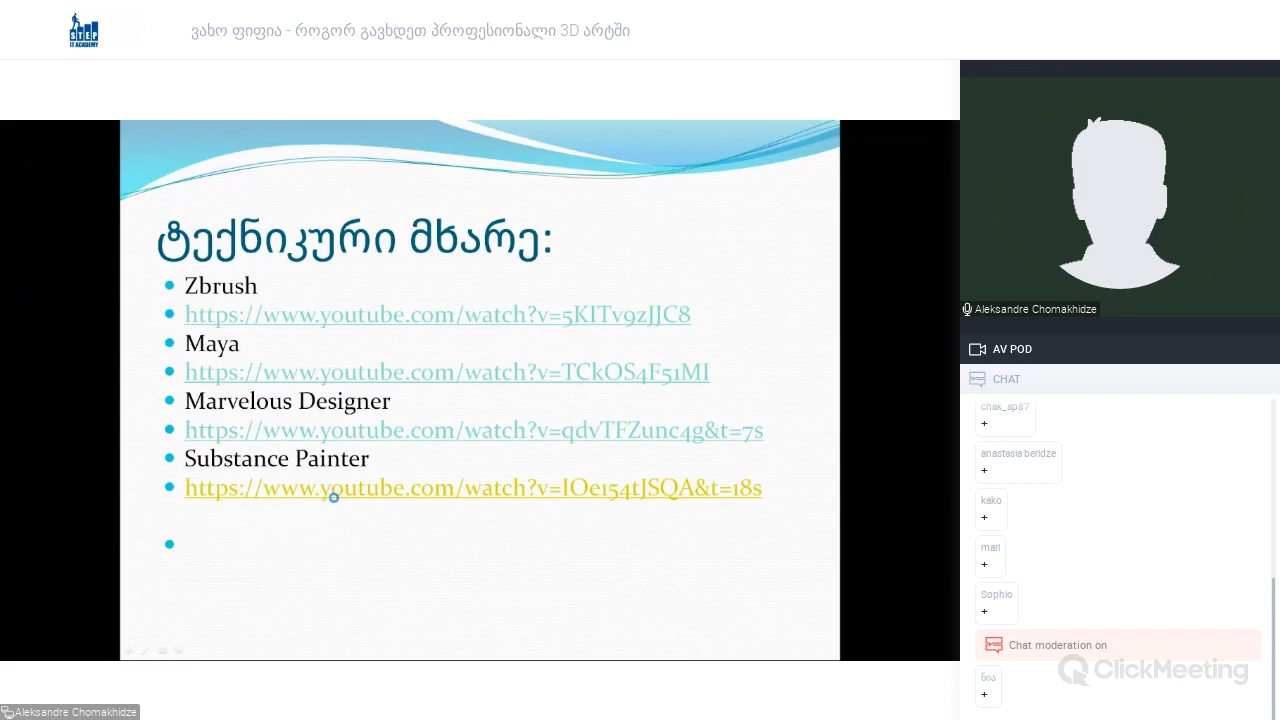 STEP
IT ACADEMY
ვახო ფიფია - როგორ გავხდეთ პროფესიონალი 3D არტში
ტექნიკური მხარე:
Zbrush
https://www.youtube.com/watch?v=5KITv9zJJC8
Maya
https://www.youtube.com/watch?v=TCkOS4F51MI
Marvelous Designer
https://www.youtube.com/watch?v=qdvTFZunc4g&t=7s
Substance Painter
https://www.youtube.com/watch?v=IOe154tJSQA&t=18s
Aleksandre Chomakhidze
Aleksandre Chomakhidze
AV POD
CHAT
chak_ap87
+
anastasia beridze
+
kako
+
mari
+
Sophio
+
Chat moderation on
ClickMeeting
ნია
+